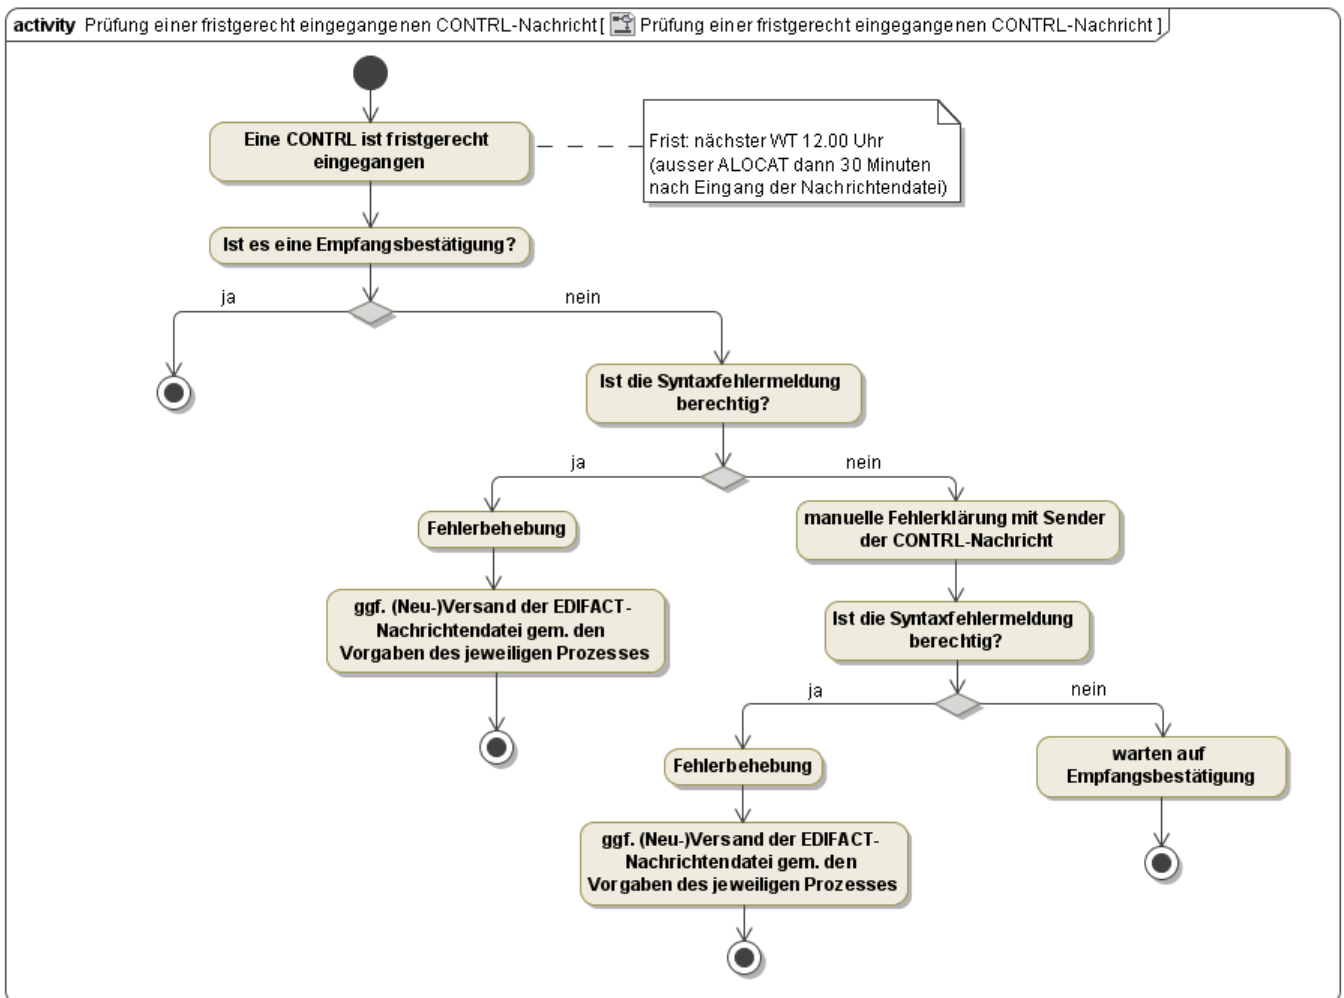 activity Prüfung einer fristgerecht eingegangenen CONTRL-Nachricht [ Prüfung einer fristgerecht eingegangenen CONTRL-Nachricht ]
Eine CONTRL ist fristgerecht
eingegangen
Frist: nächster WT 12.00 Uhr
(ausser ALOCAT dann 30 Minuten
nach Eingang der Nachrichtendatei)
Ist es eine Empfangsbestätigung?
ja
nein
Ist die Syntaxfehlermeldung
berechtig?
ja
nein
Fehlerbehebung
manuelle Fehlerklärung mit Sender
der CONTRL-Nachricht
ggf. (Neu-)Versand der EDIFACT-
Nachrichtendatei gem. den
Vorgaben des jeweiligen Prozesses
Ist die Syntaxfehlermeldung
berechtig?
ja
nein
Fehlerbehebung
warten auf
Empfangsbestätigung
ggf. (Neu-)Versand der EDIFACT-
Nachrichtendatei gem. den
Vorgaben des jeweiligen Prozesses